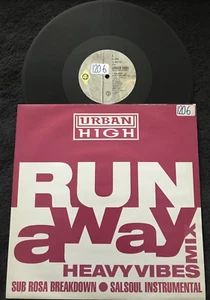 1206
1206
URBAN
HIGH
RUN
aWaY
MIX
HEAVY VIBES
SUB ROSA BREAKDOWN ● SALSOUL INSTRUMENTAL